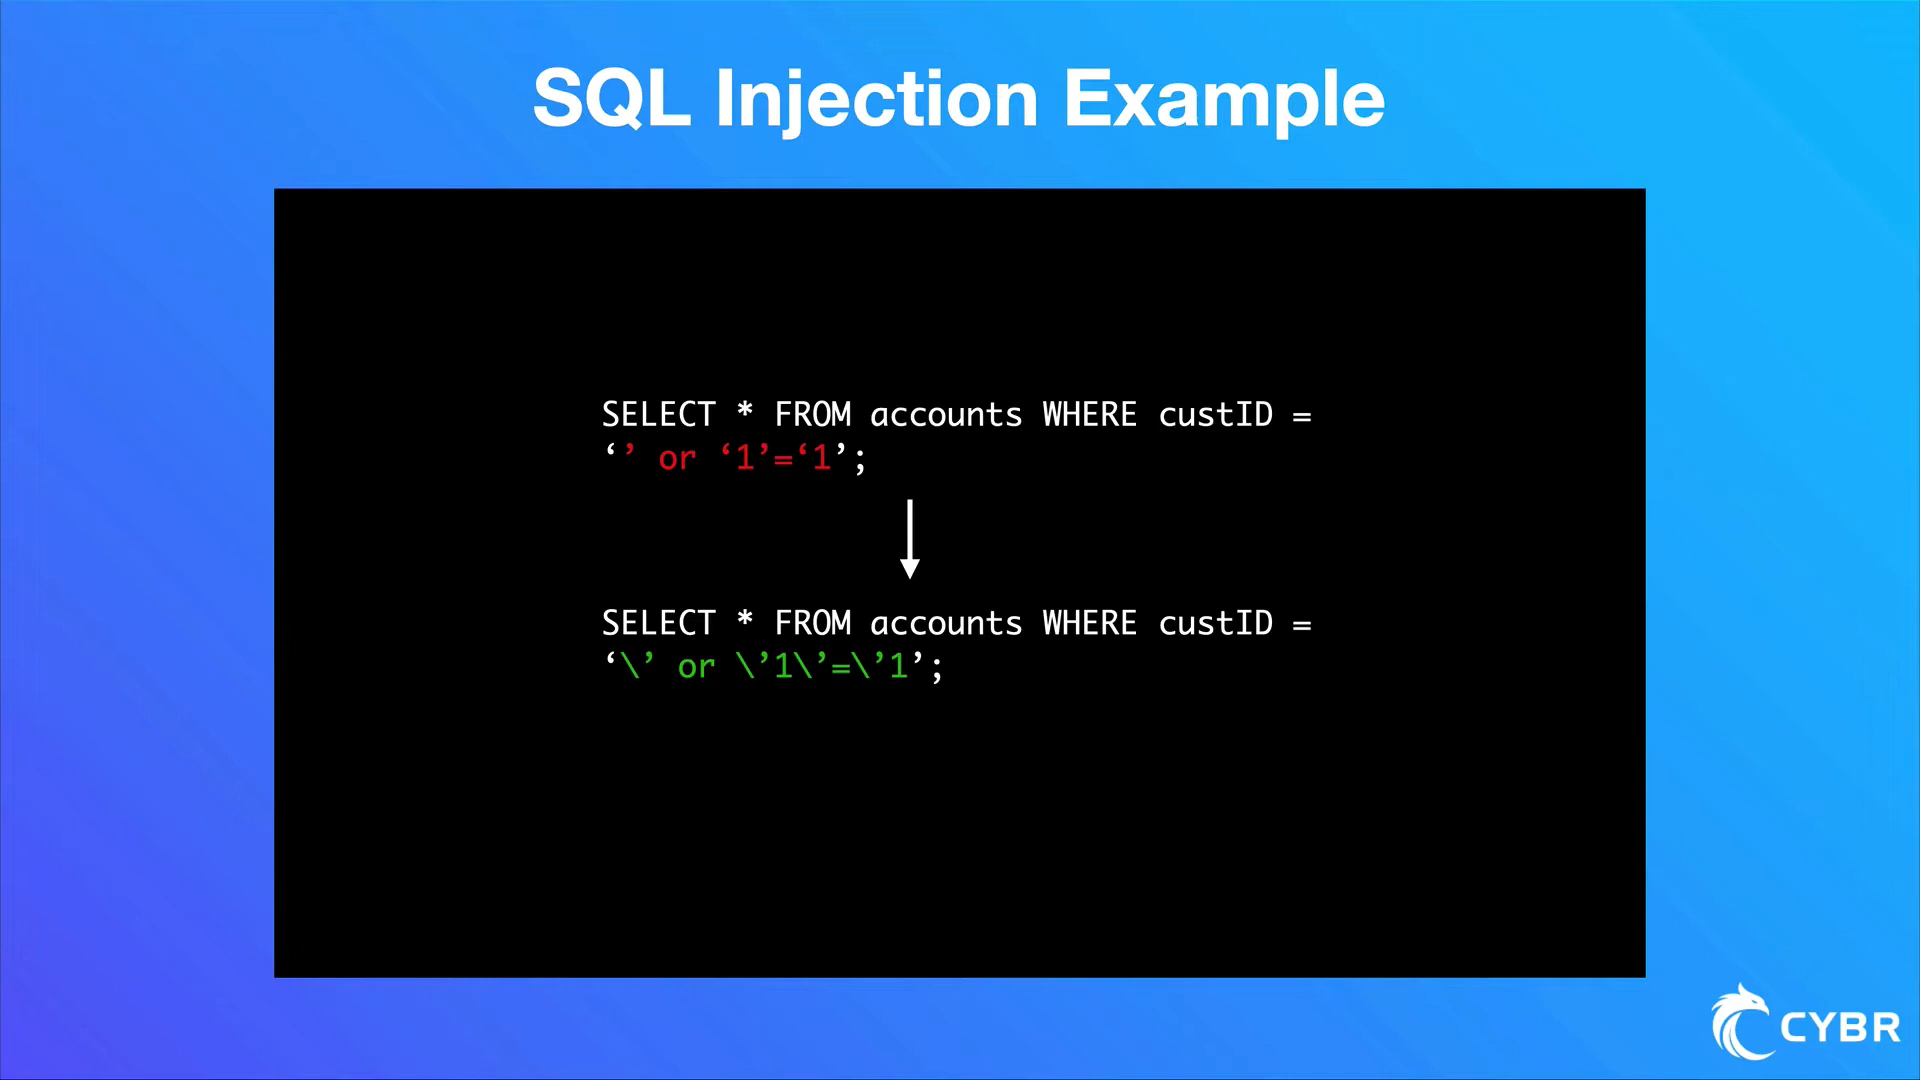 SQL Injection Example
SELECT * FROM accounts WHERE custID =
‘’ or ‘1’=‘1’;
SELECT * FROM accounts WHERE custID =
‘\’ or \’1\’=\’1’;
CYBR